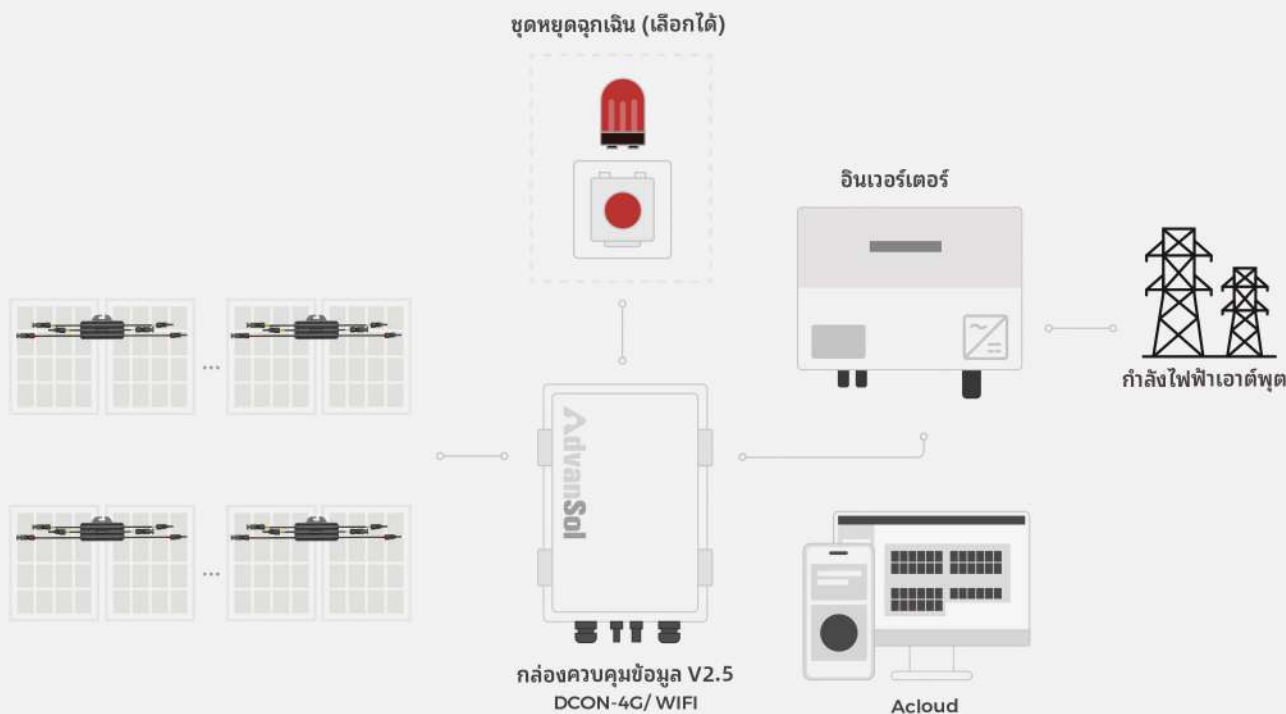 ชุดหยุดฉุกเฉิน (เลือกได้)
อินเวอร์เตอร์
กำลังไฟฟ้าเอาต์พุต
AdvanSol
กล่องควบคุมข้อมูล V2.5
DCON-4G/ WIFI
Acloud